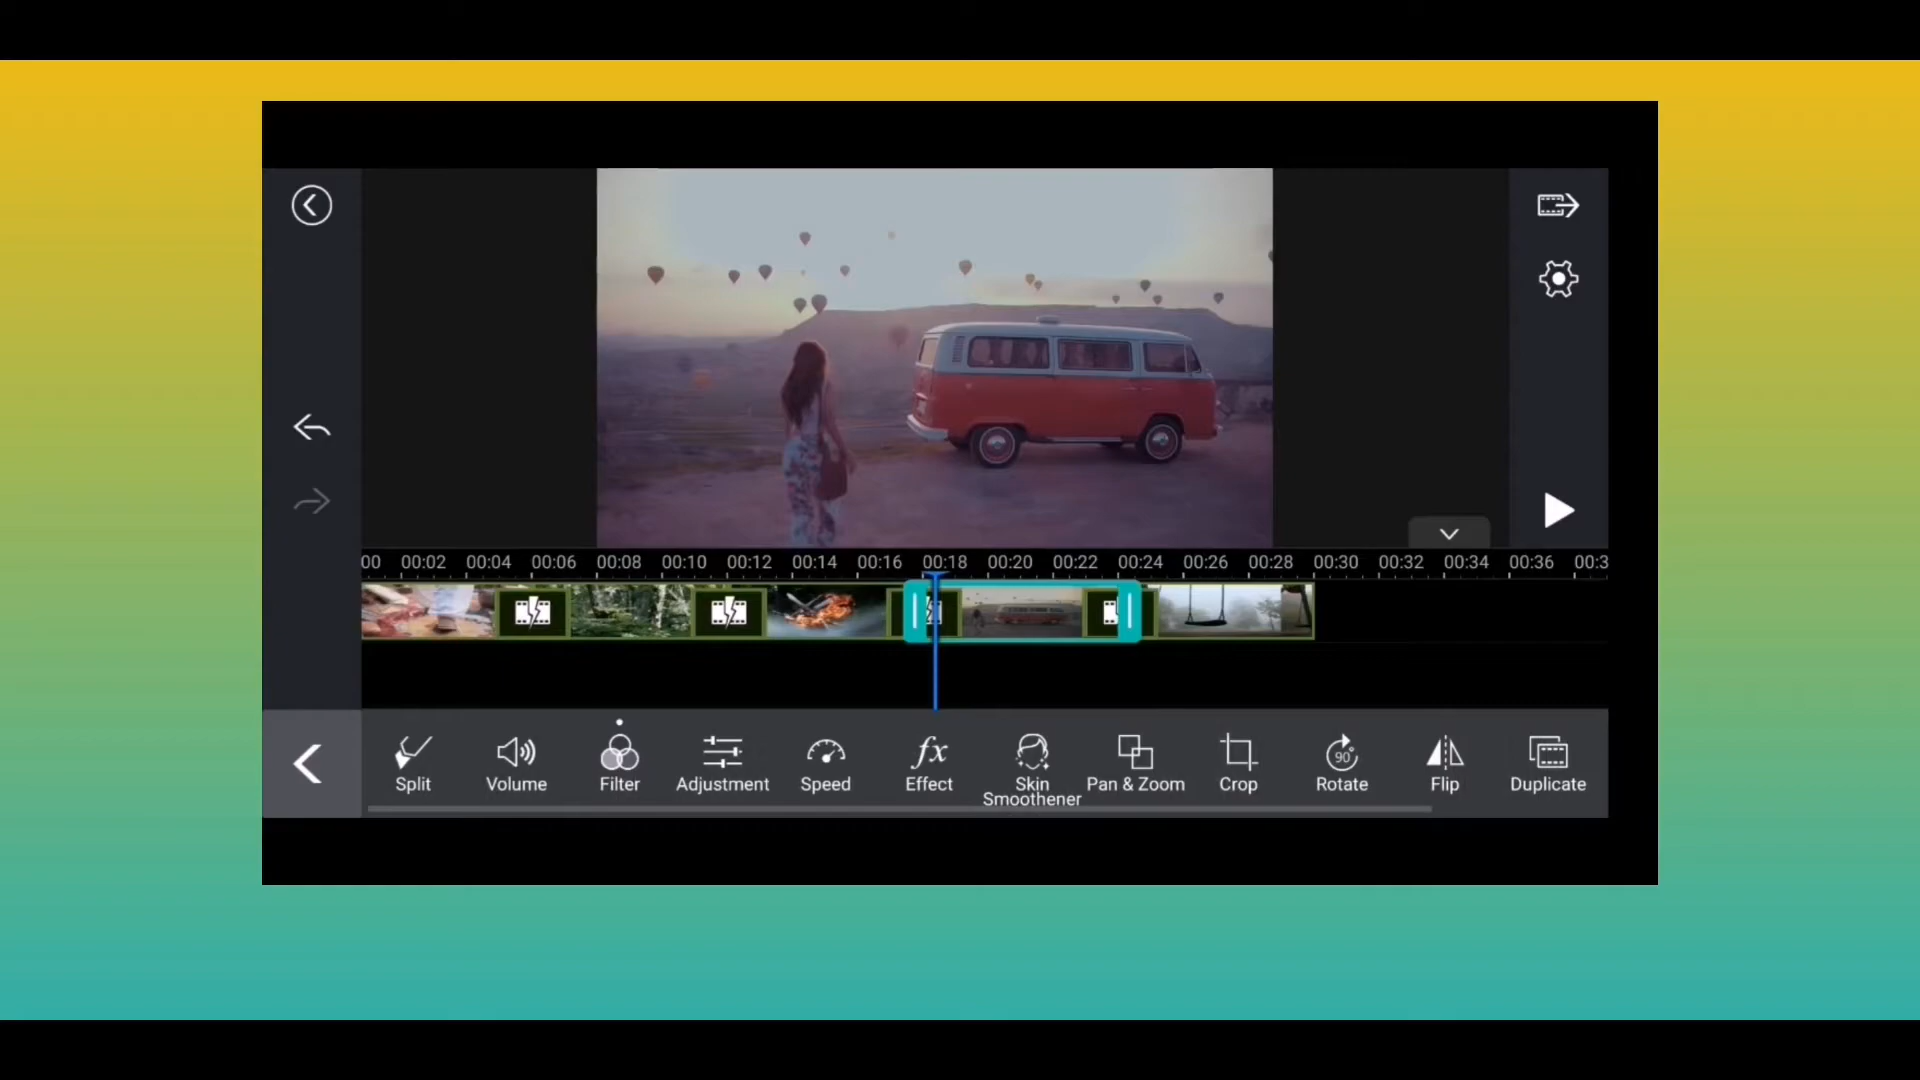 00 00:02 00:04 00:06 00:08 00:10 00:12 00:14 00:16 00:18 00:20 00:22 00:24 00:26 00:28 00:30 00:32 00:34 00:36 00:3
Split Volume Filter Adjustment Speed Effect Skin Smoothener Pan & Zoom Crop 90° Rotate Flip Duplicate